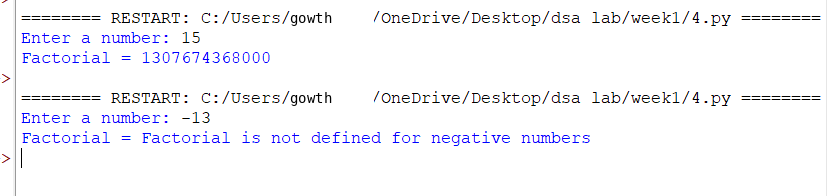 ======== RESTART: C:/Users/gowth /OneDrive/Desktop/dsa lab/week1/4.py ========
Enter a number: 15
Factorial = 1307674368000
>
======== RESTART: C:/Users/gowth /OneDrive/Desktop/dsa lab/week1/4.py ========
Enter a number: -13
Factorial = Factorial is not defined for negative numbers
>